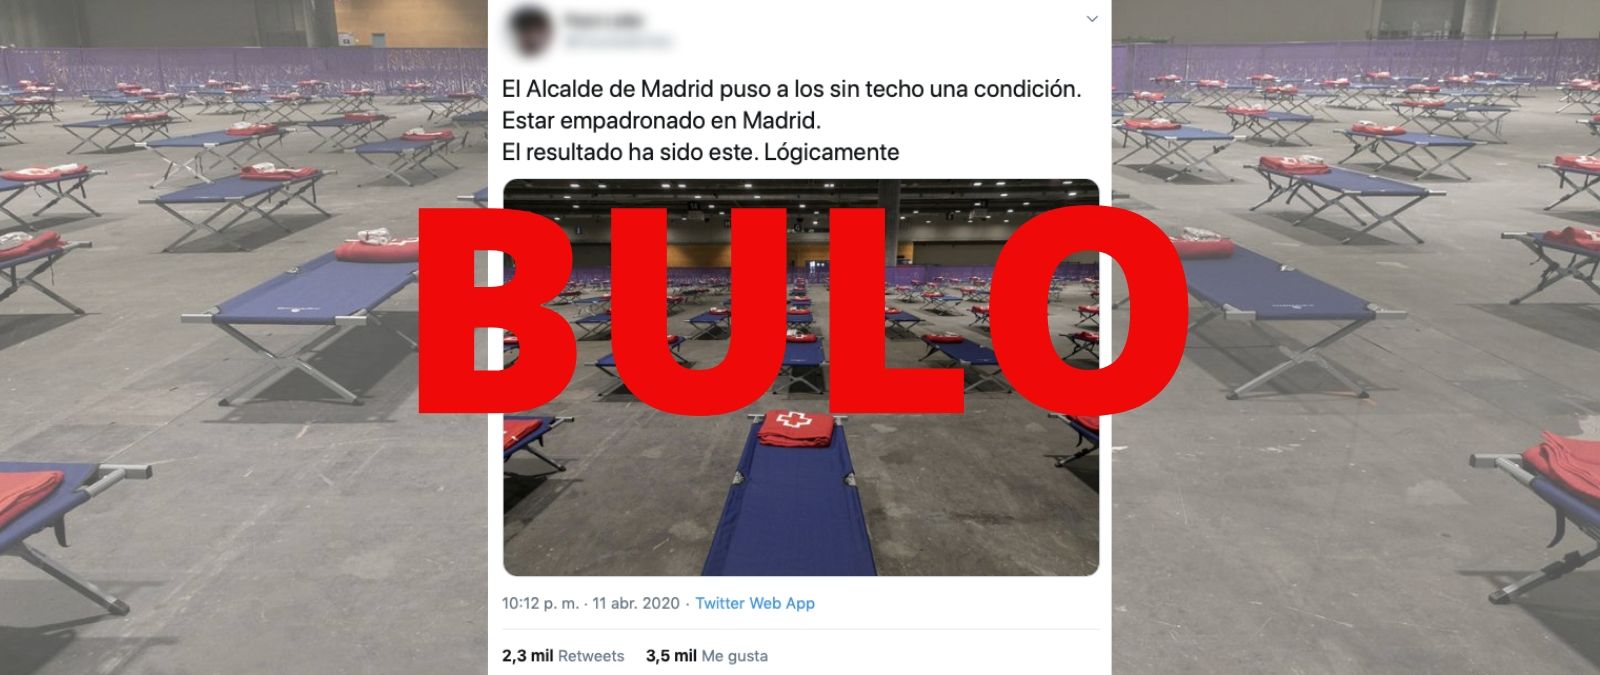 El Alcalde de Madrid puso a los sin techo una condición.
Estar empadronado en Madrid.
El resultado ha sido este. Lógicamente
BULO
10:12 p. m. · 11 abr. 2020 · Twitter Web App
2,3 mil Retweets 3,5 mil Me gusta